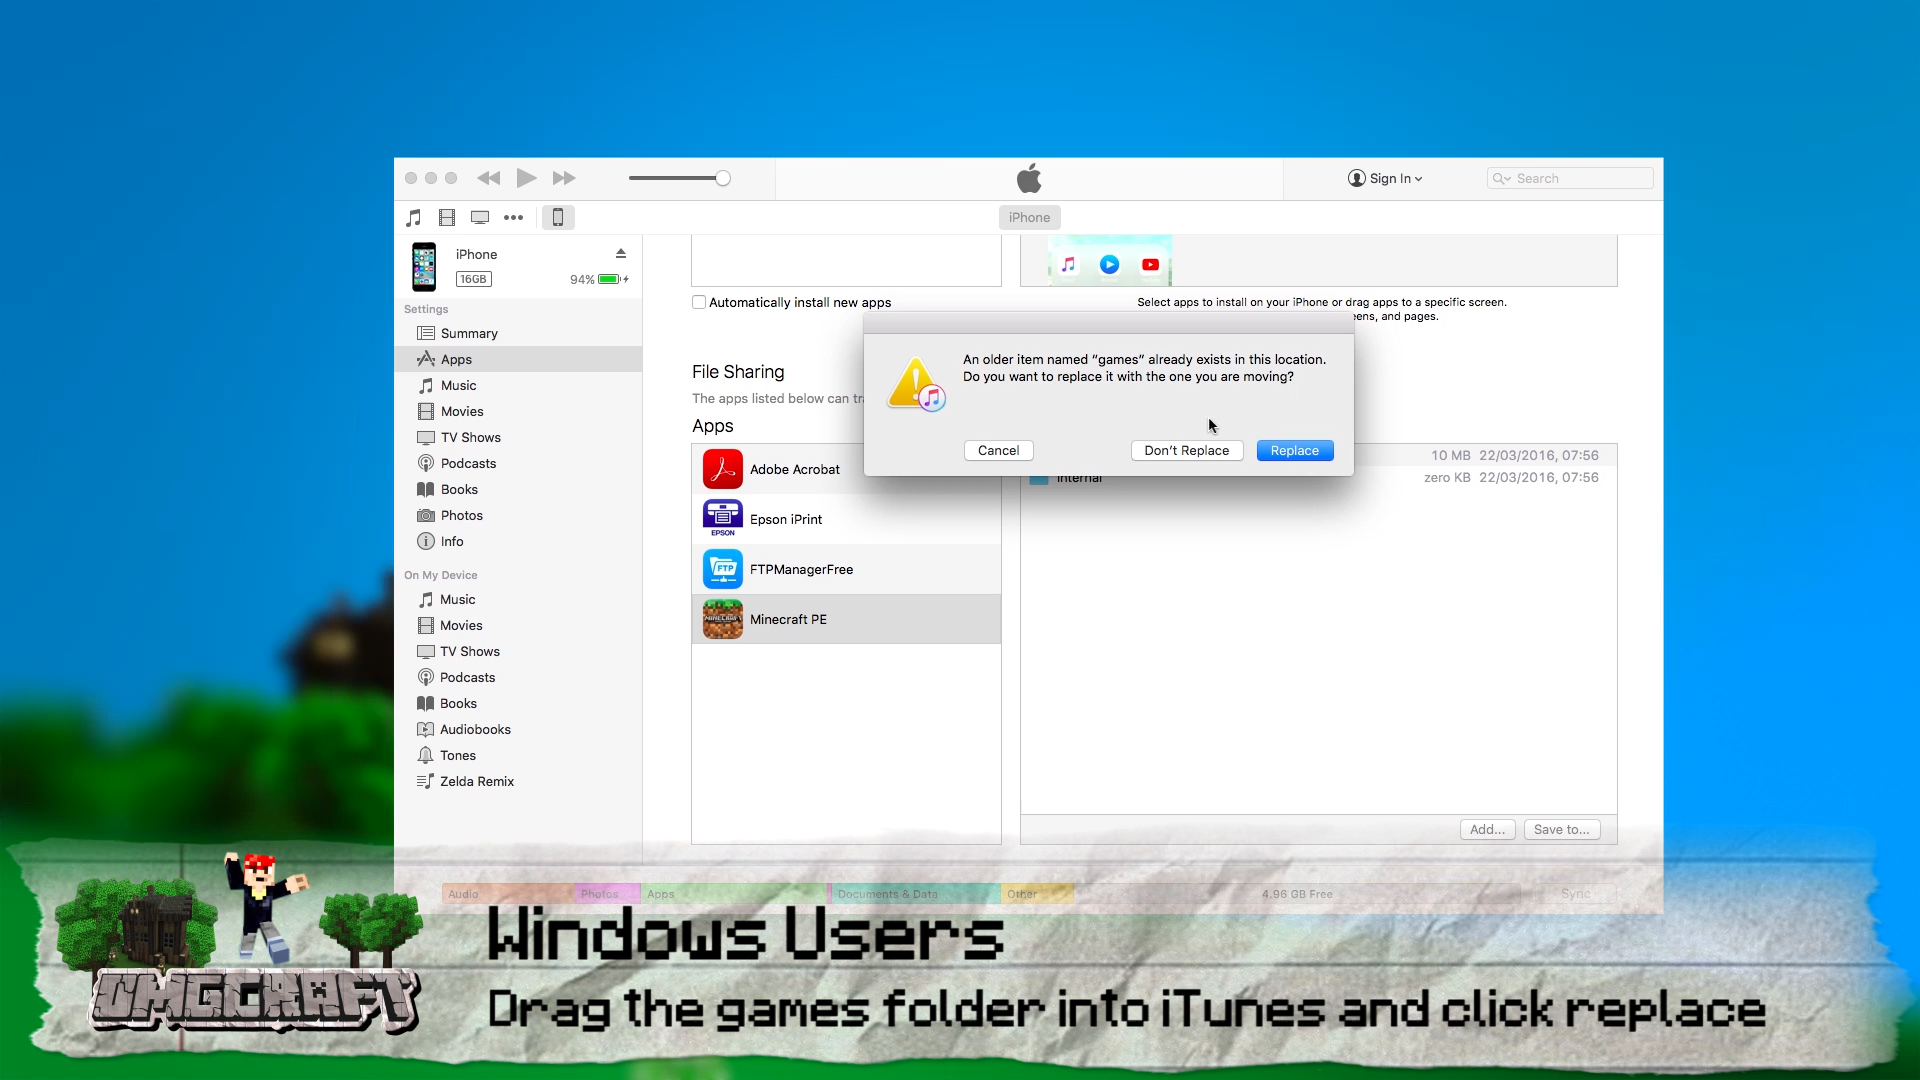 Sign In
Search
iPhone
iPhone
16GB
94%
Settings
Summary
Apps
Music
Movies
TV Shows
Podcasts
Books
Photos
Info
On My Device
Music
Movies
TV Shows
Podcasts
Books
Audiobooks
Tones
Zelda Remix
Automatically install new apps
Select apps to install on your iPhone or drag apps to a specific screen.
and pages.
File Sharing
The apps listed below can
Apps
Adobe Acrobat
EPSON
Epson iPrint
FTP
FTPManagerFree
MINECRAFT
Minecraft PE
An older item named “games” already exists in this location.
Do you want to replace it with the one you are moving?
Cancel
Don't Replace
Replace
10 MB 22/03/2016, 07:56
internal
zero KB 22/03/2016, 07:56
Add...
Save to...
Audio
Photos
Apps
Documents & Data
Other
4.96 GB Free
Sync
OMGCRAFT
Windows Users
Drag the games folder into iTunes and click replace